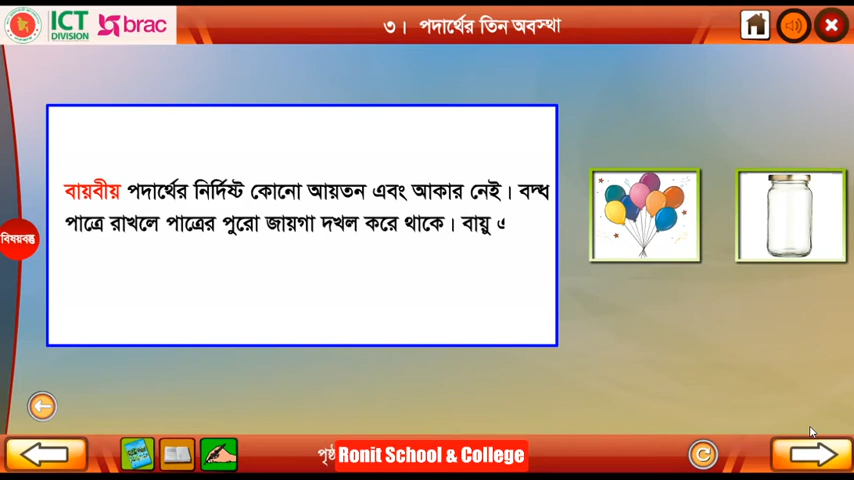 ICT
DIVISION
brac
৩। পদার্থের তিন অবস্থা
বায়বীয় পদার্থের নির্দিষ্ট কোনো আয়তন এবং আকার নেই। বদ্ধ
পাত্রে রাখলে পাত্রের পুরো জায়গা দখল করে থাকে। বায়ু
বিষয়বস্তু
Ronit School & College